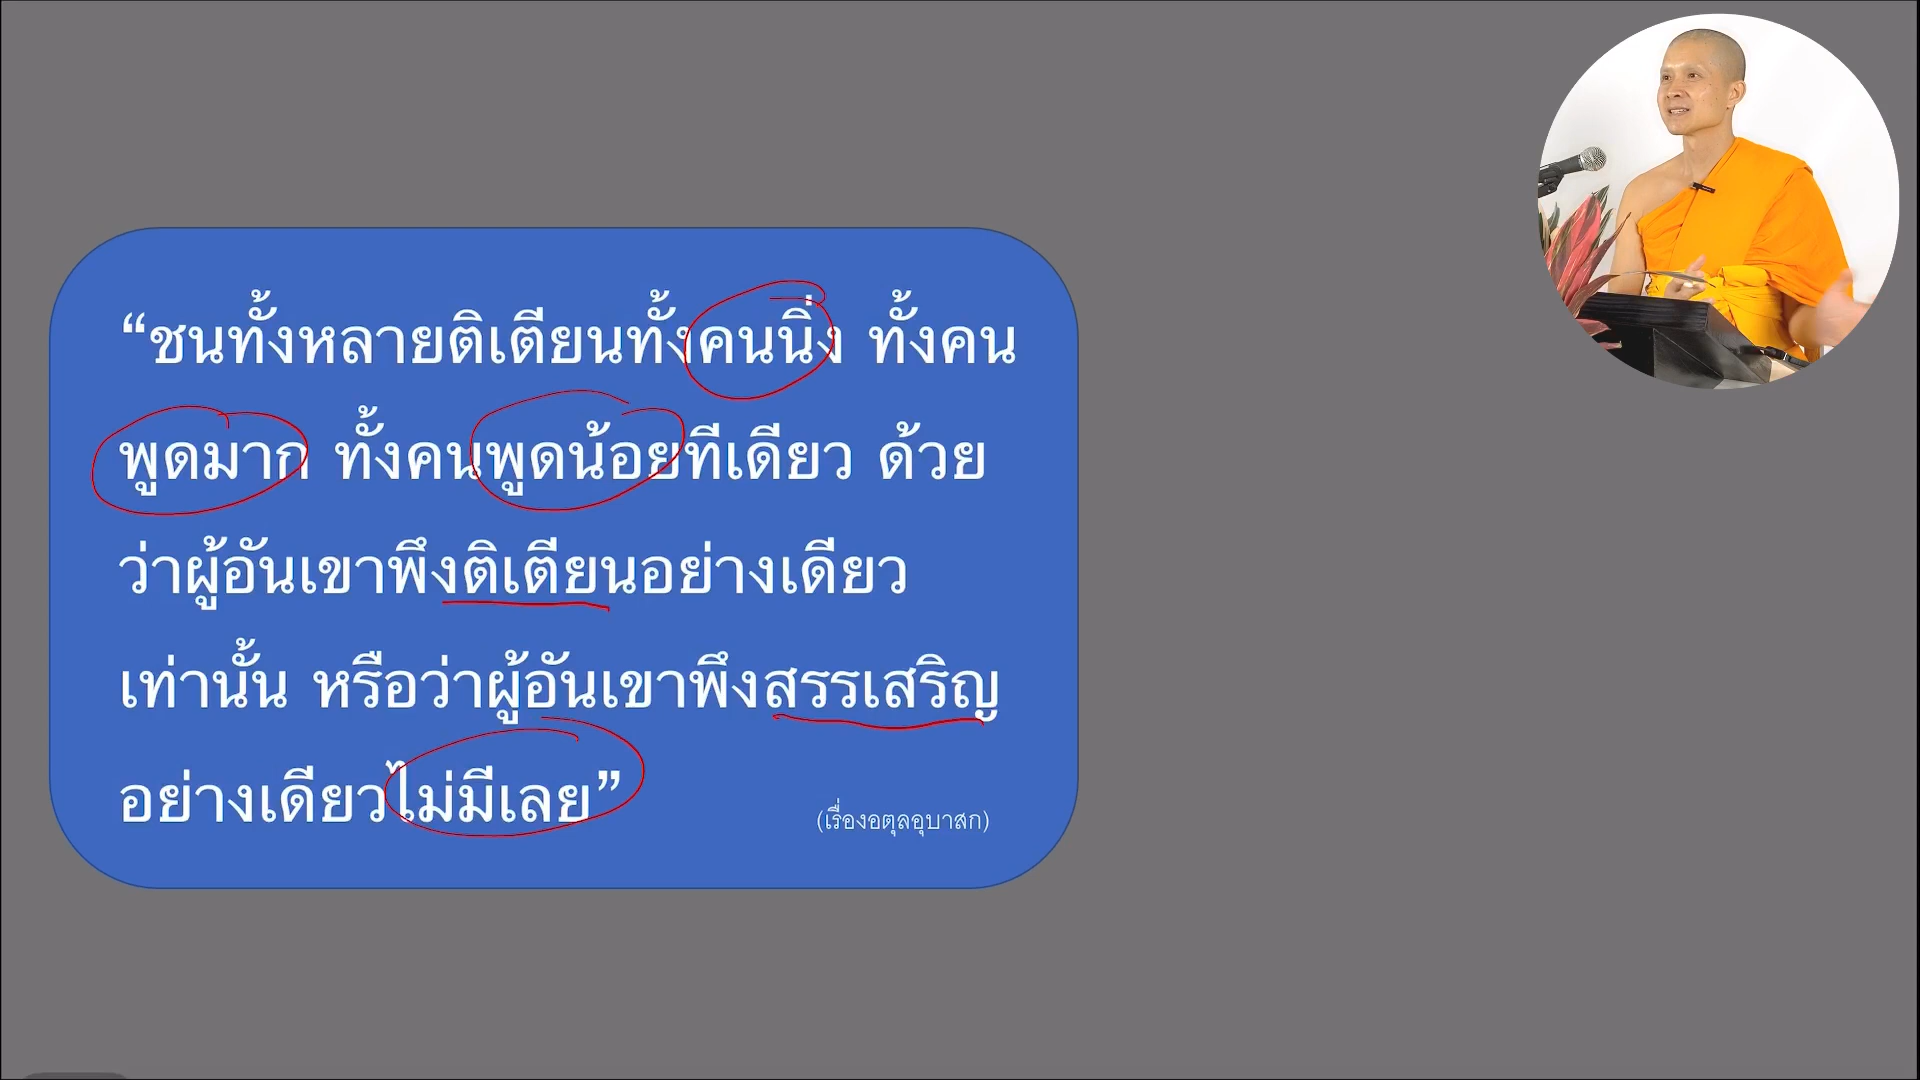 “ชนทั้งหลายติเตียนทั้งคนนิ่ง ทั้งคน
พูดมาก ทั้งคนพูดน้อยทีเดียว ด้วย
ว่าผู้อันเขาพึงติเตียนอย่างเดียว
เท่านั้น หรือว่าผู้อันเขาพึงสรรเสริญ
อย่างเดียวไม่มีเลย”
(เรื่องอตุลอุบาสก)